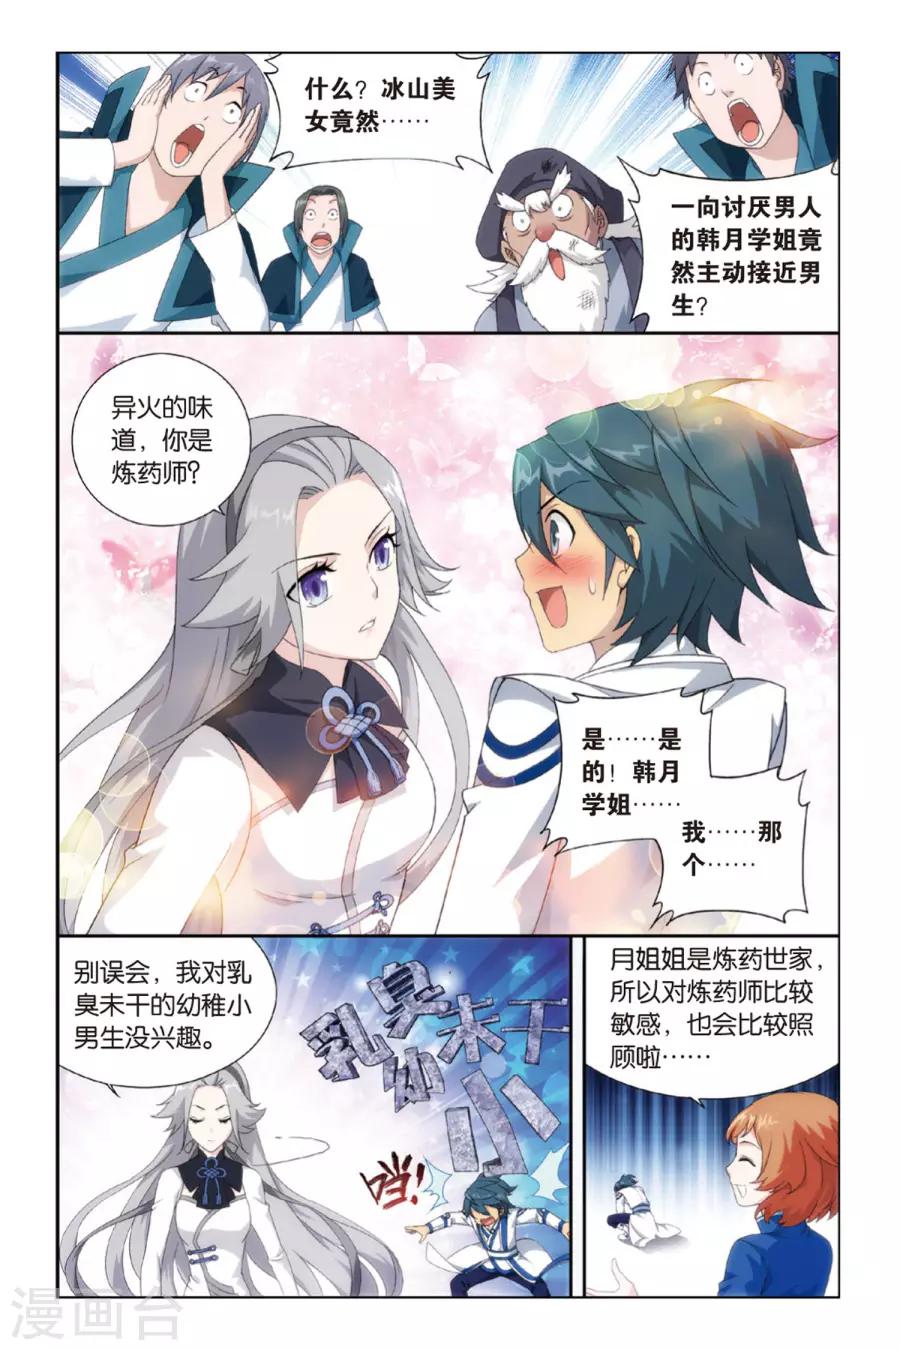 什么？冰山美
女竟然……
一向讨厌男人
的韩月学姐竟
然主动接近男
生？
异火的味
道，你是
炼药师？
是……是
的！韩月
学姐……
我……那
个……
别误会，我对乳
臭未干的幼稚小
男生没兴趣。
乳臭未干
幼
小
哐！
月姐姐是炼药世家，
所以对炼药师比较
敏感，也会比较照
顾啦……
漫画台